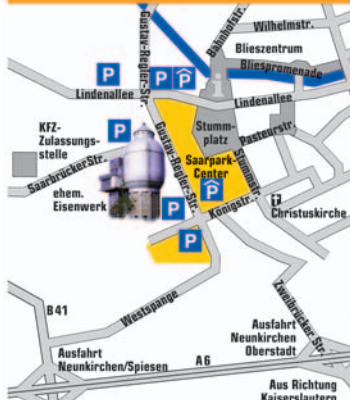 Gustav-Regler-Str.
Bahnhofstr.
Wilhelmstr.
Blieszentrum
Bliespromenade
P
P
P
i
Lindenallee
Lindenallee
KFZ-
Zulassungs-
stelle
P
Stumm-
platz
Pasteurstr.
Gustav-Regler-Str.
Saarpark-
Center
Stummstr.
Saarbrücker Str.
P
ehem.
Eisenwerk
P
Königstr.
Christuskirche
P
Westspange
Zweibrücker Str.
B 41
Ausfahrt
Neunkirchen
Oberstadt
Ausfahrt
Neunkirchen/Spiesen
A 6
Aus Richtung
Kaiserslautern